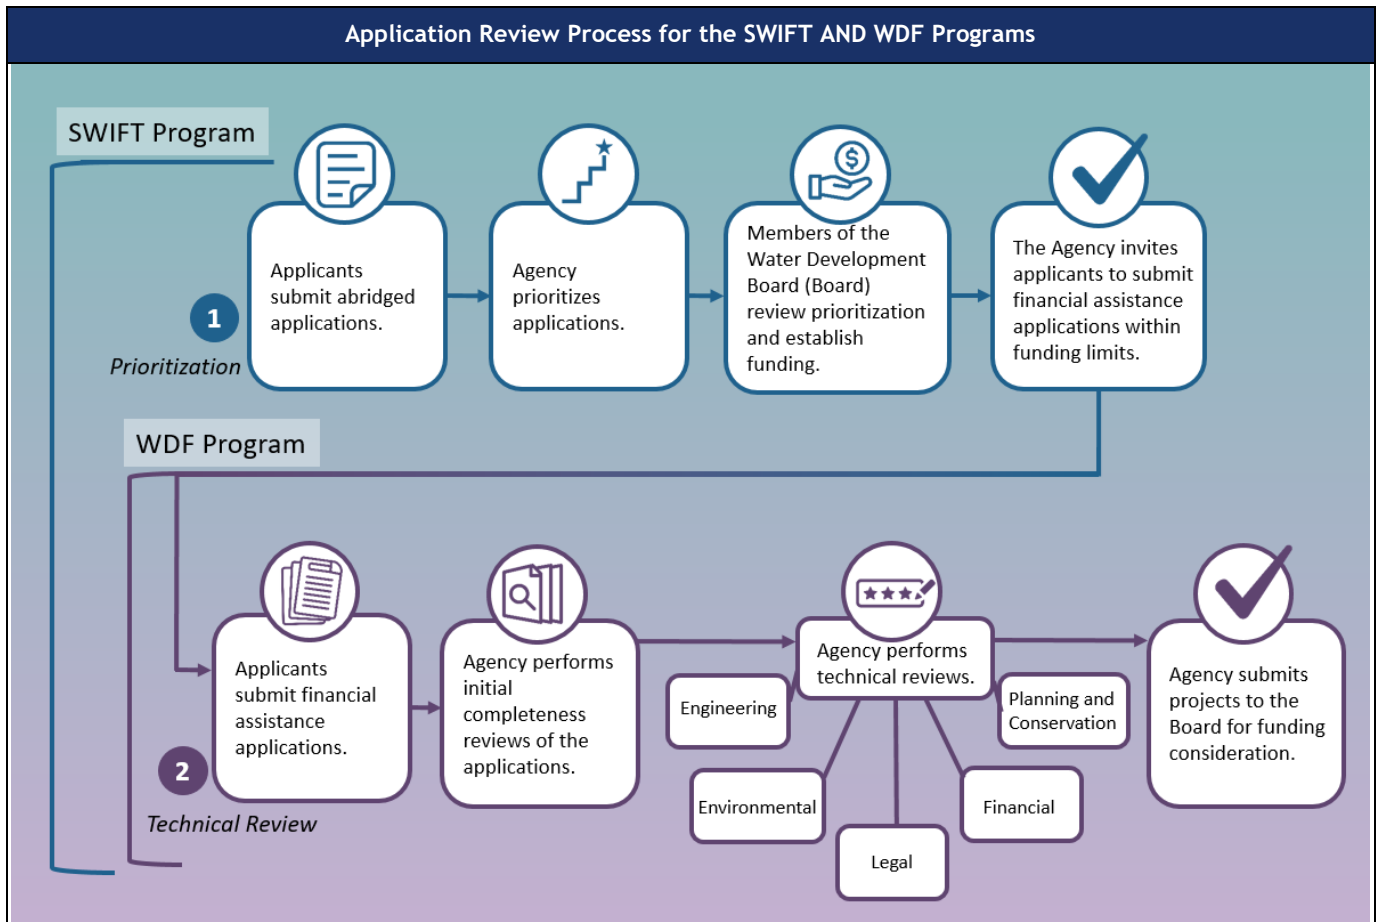 Application Review Process for the SWIFT AND WDF Programs
SWIFT Program
1
Prioritization
Applicants
submit abridged
applications.
Agency
prioritizes
applications.
$
Members of the
Water Development
Board (Board)
review prioritization
and establish
funding.
The Agency invites
applicants to submit
financial assistance
applications within
funding limits.
WDF Program
2
Technical Review
Applicants
submit financial
assistance
applications.
Agency performs
initial
completeness
reviews of the
applications.
Agency performs
technical reviews.
Engineering
Environmental
Legal
Financial
Planning and
Conservation
Agency submits
projects to the
Board for funding
consideration.